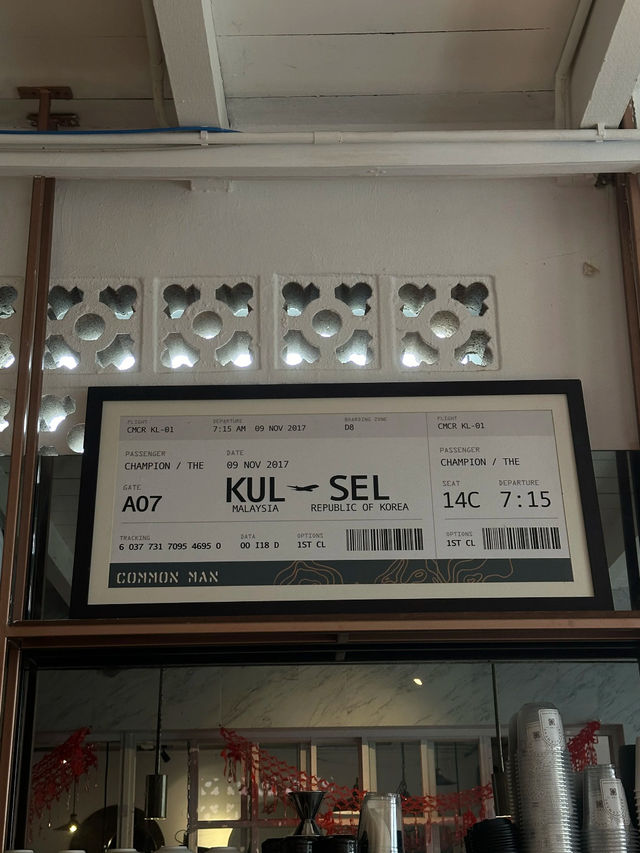 FLIGHT
CMCR KL-01
DEPARTURE
7:15 AM 09 NOV 2017
BOARDING ZONE
D8
PASSENGER
CHAMPION / THE
DATE
09 NOV 2017
GATE
A07
KUL SEL
MALAYSIA REPUBLIC OF KOREA
TRACKING
6 037 731 7095 4695 0
DATA
00 I18 D
OPTIONS
1ST CL
COMMON MAN
FLIGHT
CMCR KL-01
PASSENGER
CHAMPION / THE
SEAT DEPARTURE
14C 7:15
OPTIONS
1ST CL